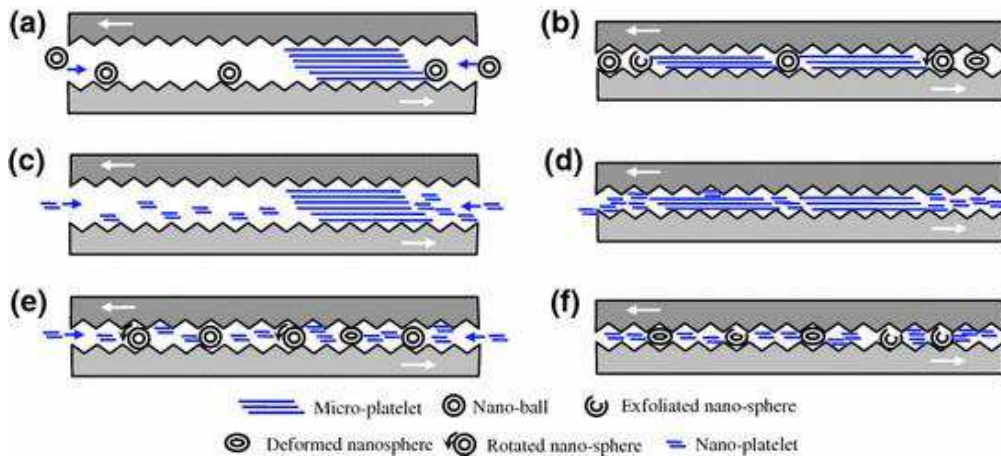 (a)
(b)
(c)
(d)
(e)
(f)
Micro-platelet Nano-ball Exfoliated nano-sphere
Deformed nanosphere Rotated nano-sphere Nano-platelet